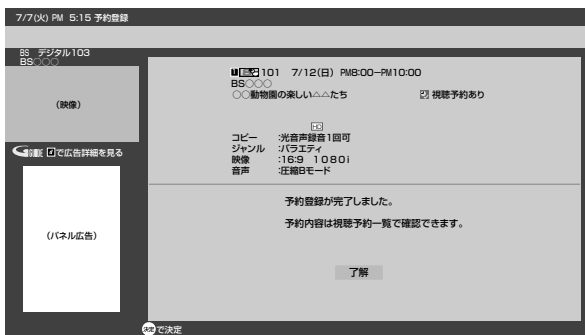 7/7(火) PM 5:15 予約登録
BS デジタル103
BS○○○
(映像)
GUIDE dで広告詳細を見る
(パネル広告)
101 7/12(日) PM8:00-PM10:00
BS○○○
○○動物園の楽しい△△たち 視聴予約あり
HD
コピー :光音声録音1回可
ジャンル :バラエティ
映像 :16:9 1080i
音声 :圧縮Bモード
予約登録が完了しました。
予約内容は視聴予約一覧で確認できます。
了解
決定で決定